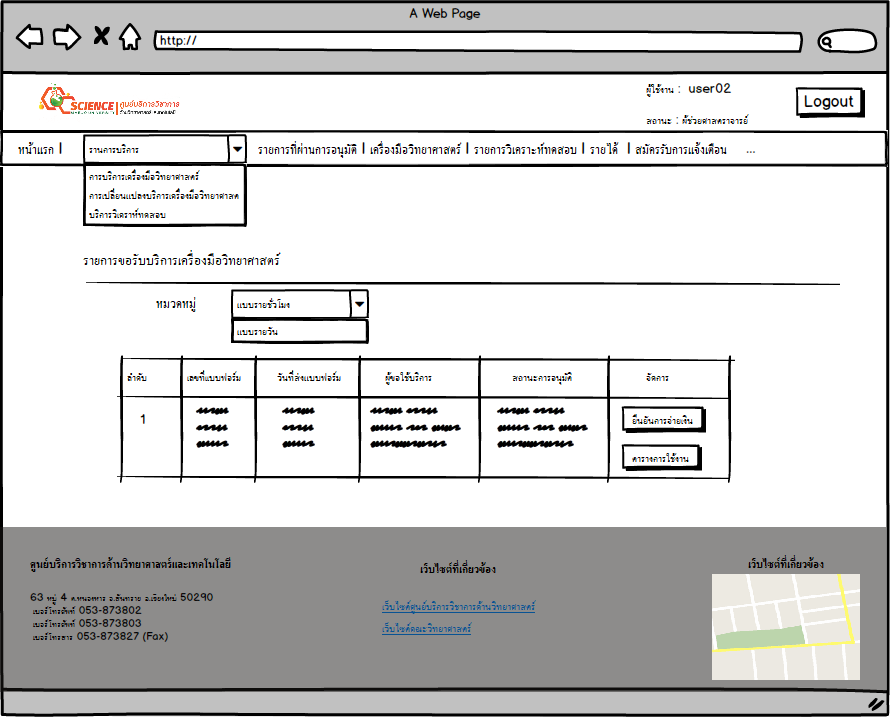 A Web Page
http://
SCIENCE ศูนย์บริการวิชาการ
ผู้ใช้งาน : user02
Logout
สถานะ : ผู้ช่วยศาสตราจารย์
หน้าแรก |
รานการบริการ
รายการที่ผ่านการอนุมัติ | เครื่องมือวิทยาศาสตร์ | รายการวิเคราะห์ทดสอบ | รายได้ | สมัครรับการแจ้งเตือน ...
การบริการเครื่องมือวิทยาศาสตร์
การเปลี่ยนแปลงบริการเครื่องมือวิทยาศาส
บริการวิเคราห์ทดสอบ
รายการขอรับบริการเครื่องมือวิทยาศาสตร์
หมวดหมู่
แบบรายชั่วโมง
แบบรายวัน
ลำดับ เลขที่แบบฟอร์ม วันที่ส่งแบบฟอร์ม ผู้ขอใช้บริการ สถานะการอนุมัติ จัดการ
1
ยืนยันการจ่ายเงิน
ตารางการใช้งาน
ศูนย์บริการวิชาการด้านวิทยาศาสตร์และเทคโนโลยี
63 หมู่ 4 ต.หนองหาร อ.สันทราย จ.เชียงใหม่ 50290
เบอร์โทรศัพท์ 053-873802
เบอร์โทรศัพท์ 053-873803
เบอร์โทรสาร 053-873827 (Fax)
เว็บไซต์ที่เกี่ยวข้อง
เว็บไซต์ศูนย์บริการวิชาการด้านวิทยาศาสตร์
เว็บไซต์คณะวิทยาศาสตร์
เว็บไซต์ที่เกี่ยวข้อง